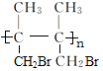 CH₃ CH₃
[C — C]n
CH₂Br CH₂Br